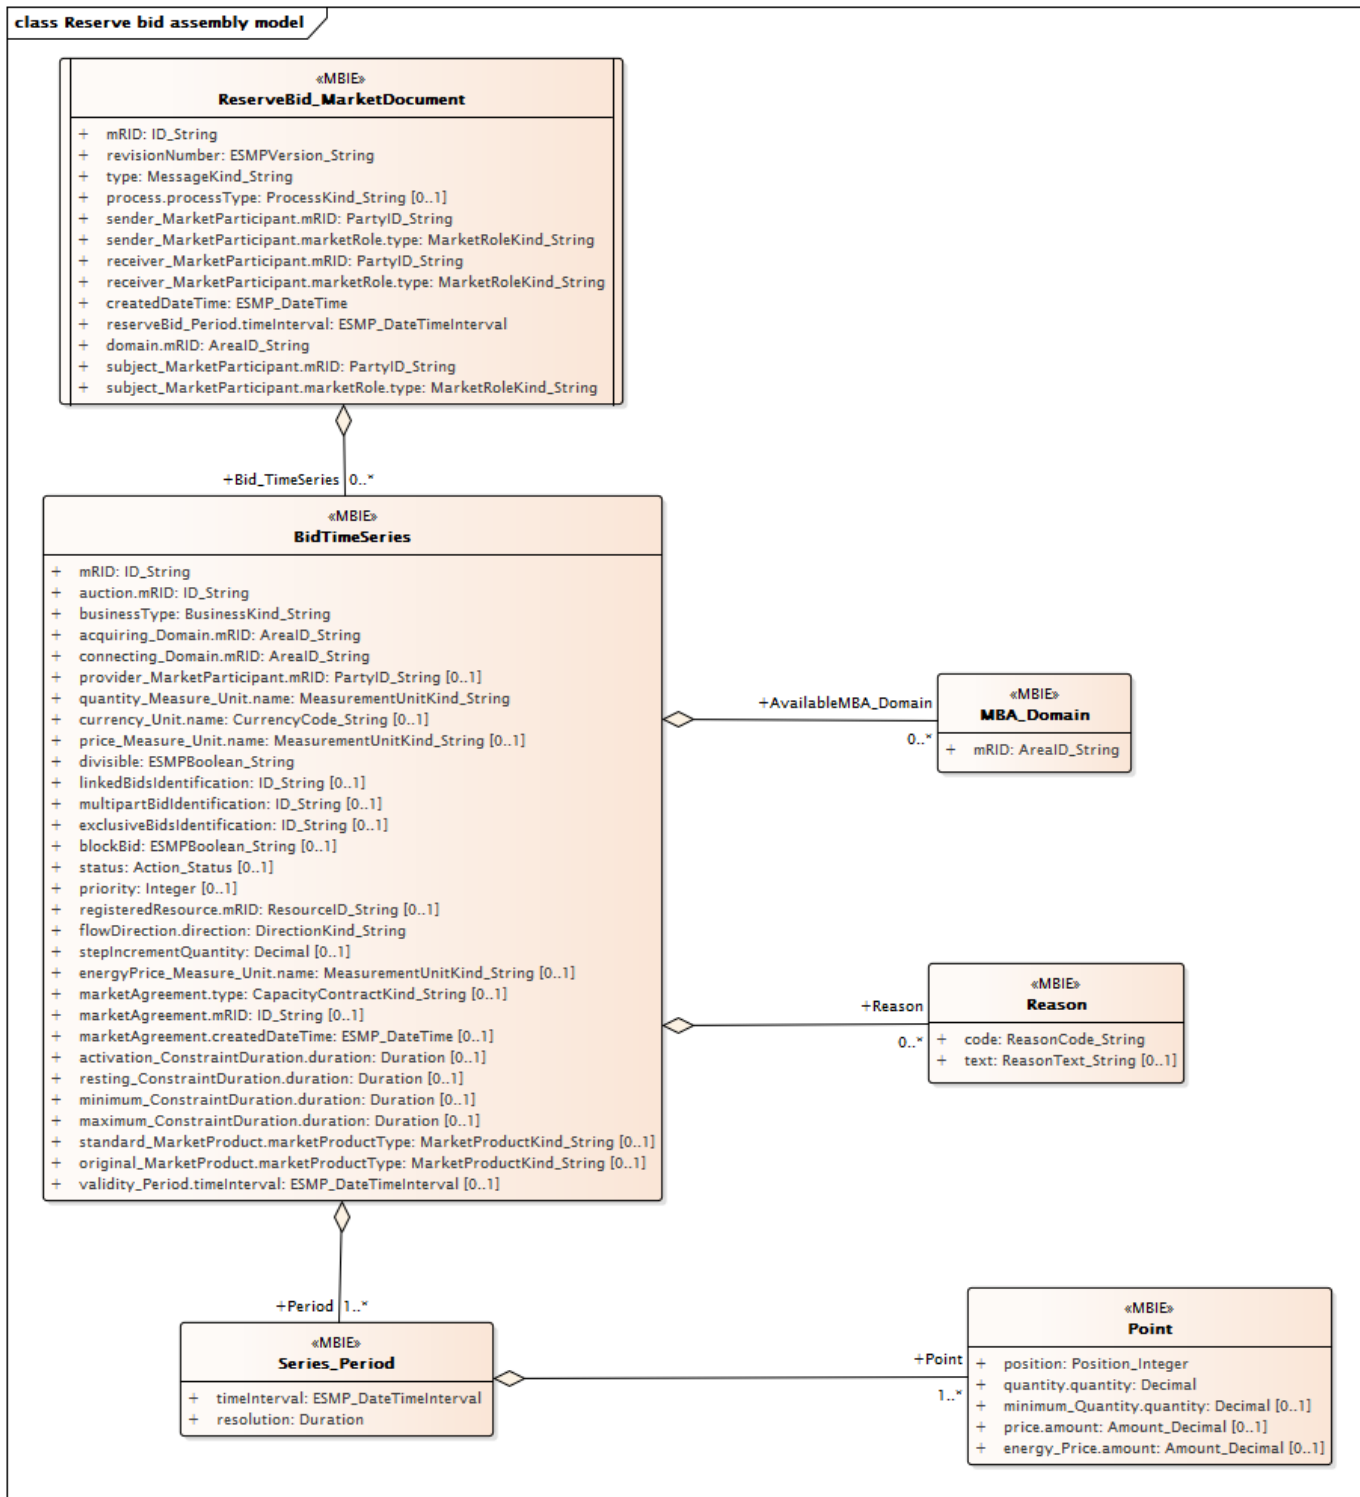 class Reserve bid assembly model
«MBIE»
ReserveBid_MarketDocument
+ mRID: ID_String
+ revisionNumber: ESMPVersion_String
+ type: MessageKind_String
+ process.processType: ProcessKind_String [0..1]
+ sender_MarketParticipant.mRID: PartyID_String
+ sender_MarketParticipant.marketRole.type: MarketRoleKind_String
+ receiver_MarketParticipant.mRID: PartyID_String
+ receiver_MarketParticipant.marketRole.type: MarketRoleKind_String
+ createdDateTime: ESMP_DateTime
+ reserveBid_Period.timeInterval: ESMP_DateTimeInterval
+ domain.mRID: AreaID_String
+ subject_MarketParticipant.mRID: PartyID_String
+ subject_MarketParticipant.marketRole.type: MarketRoleKind_String
+Bid_TimeSeries 0..*
«MBIE»
BidTimeSeries
+ mRID: ID_String
+ auction.mRID: ID_String
+ businessType: BusinessKind_String
+ acquiring_Domain.mRID: AreaID_String
+ connecting_Domain.mRID: AreaID_String
+ provider_MarketParticipant.mRID: PartyID_String [0..1]
+ quantity_Measure_Unit.name: MeasurementUnitKind_String
+ currency_Unit.name: CurrencyCode_String [0..1]
+ price_Measure_Unit.name: MeasurementUnitKind_String [0..1]
+ divisible: ESMPBoolean_String
+ linkedBidsIdentification: ID_String [0..1]
+ multipartBidIdentification: ID_String [0..1]
+ exclusiveBidsIdentification: ID_String [0..1]
+ blockBid: ESMPBoolean_String [0..1]
+ status: Action_Status [0..1]
+ priority: Integer [0..1]
+ registeredResource.mRID: ResourceID_String [0..1]
+ flowDirection.direction: DirectionKind_String
+ stepIncrementQuantity: Decimal [0..1]
+ energyPrice_Measure_Unit.name: MeasurementUnitKind_String [0..1]
+ marketAgreement.type: CapacityContractKind_String [0..1]
+ marketAgreement.mRID: ID_String [0..1]
+ marketAgreement.createdDateTime: ESMP_DateTime [0..1]
+ activation_ConstraintDuration.duration: Duration [0..1]
+ resting_ConstraintDuration.duration: Duration [0..1]
+ minimum_ConstraintDuration.duration: Duration [0..1]
+ maximum_ConstraintDuration.duration: Duration [0..1]
+ standard_MarketProduct.marketProductType: MarketProductKind_String [0..1]
+ original_MarketProduct.marketProductType: MarketProductKind_String [0..1]
+ validity_Period.timeInterval: ESMP_DateTimeInterval [0..1]
+AvailableMBA_Domain
0..*
«MBIE»
MBA_Domain
+ mRID: AreaID_String
+Reason
0..*
«MBIE»
Reason
+ code: ReasonCode_String
+ text: ReasonText_String [0..1]
+Period 1..*
«MBIE»
Series_Period
+ timeInterval: ESMP_DateTimeInterval
+ resolution: Duration
+Point
1..*
«MBIE»
Point
+ position: Position_Integer
+ quantity.quantity: Decimal
+ minimum_Quantity.quantity: Decimal [0..1]
+ price.amount: Amount_Decimal [0..1]
+ energy_Price.amount: Amount_Decimal [0..1]